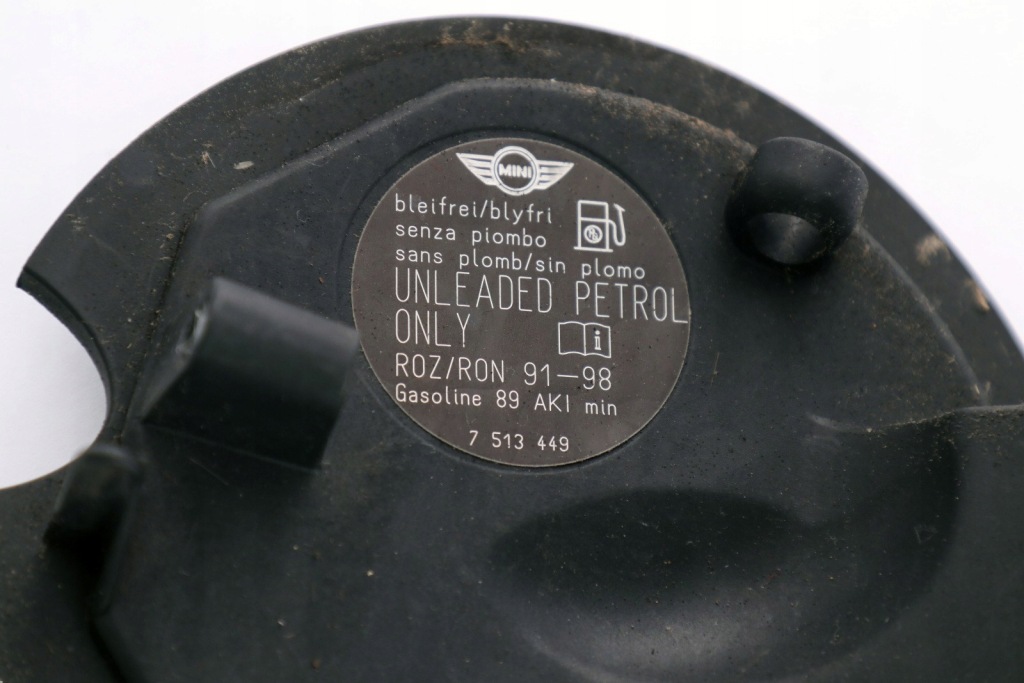 MINI
bleifrei/blyfri
senza piombo
sans plomb/sin plomo
UNLEADED PETROL
ONLY
i
ROZ/RON 91–98
Gasoline 89 AKI min
7 513 449